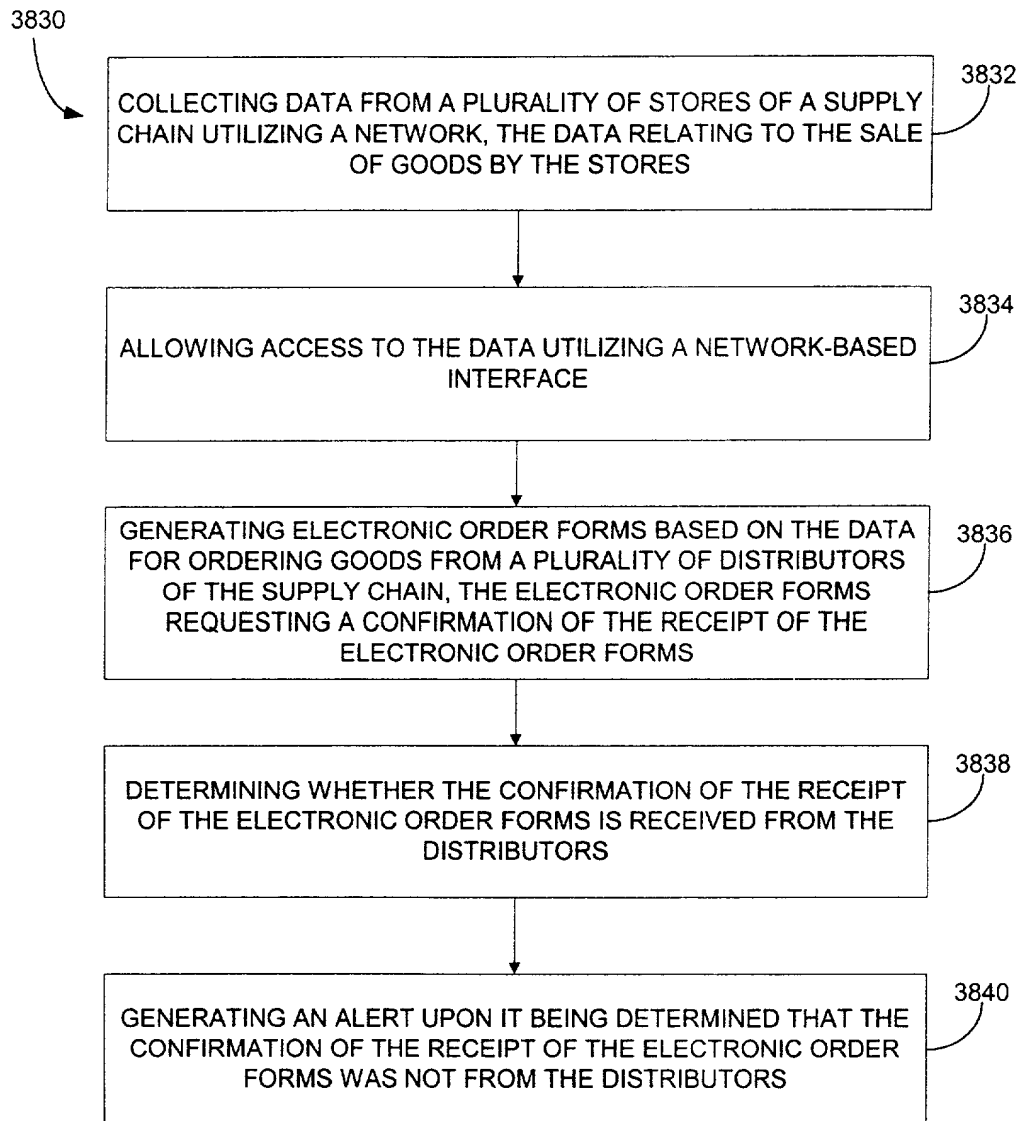 3830
3832
COLLECTING DATA FROM A PLURALITY OF STORES OF A SUPPLY
CHAIN UTILIZING A NETWORK, THE DATA RELATING TO THE SALE
OF GOODS BY THE STORES
3834
ALLOWING ACCESS TO THE DATA UTILIZING A NETWORK-BASED
INTERFACE
3836
GENERATING ELECTRONIC ORDER FORMS BASED ON THE DATA
FOR ORDERING GOODS FROM A PLURALITY OF DISTRIBUTORS
OF THE SUPPLY CHAIN, THE ELECTRONIC ORDER FORMS
REQUESTING A CONFIRMATION OF THE RECEIPT OF THE
ELECTRONIC ORDER FORMS
3838
DETERMINING WHETHER THE CONFIRMATION OF THE RECEIPT
OF THE ELECTRONIC ORDER FORMS IS RECEIVED FROM THE
DISTRIBUTORS
3840
GENERATING AN ALERT UPON IT BEING DETERMINED THAT THE
CONFIRMATION OF THE RECEIPT OF THE ELECTRONIC ORDER
FORMS WAS NOT FROM THE DISTRIBUTORS